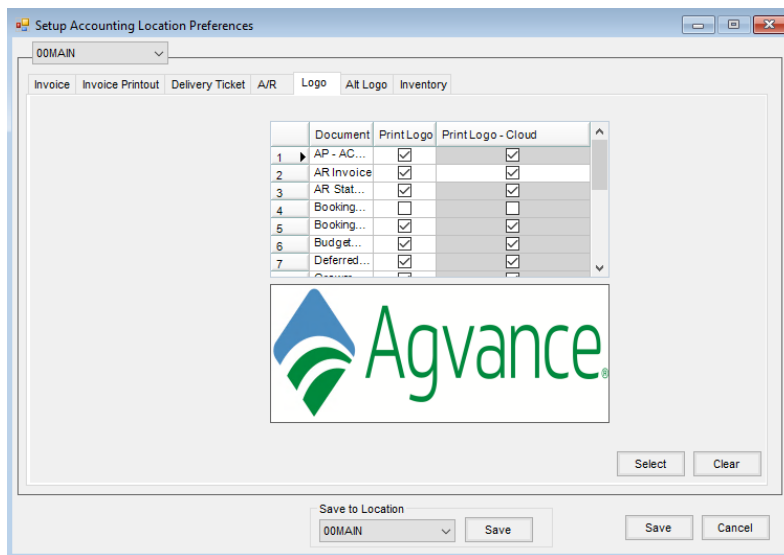 Setup Accounting Location Preferences
00MAIN
Invoice Invoice Printout Delivery Ticket A/R Logo Alt Logo Inventory
Document Print Logo Print Logo - Cloud
1 AP - AC...
2 AR Invoice
3 AR Stat...
4 Booking...
5 Booking...
6 Budget...
7 Deferred...
Agvance®
Select Clear
Save to Location
00MAIN Save Save Cancel